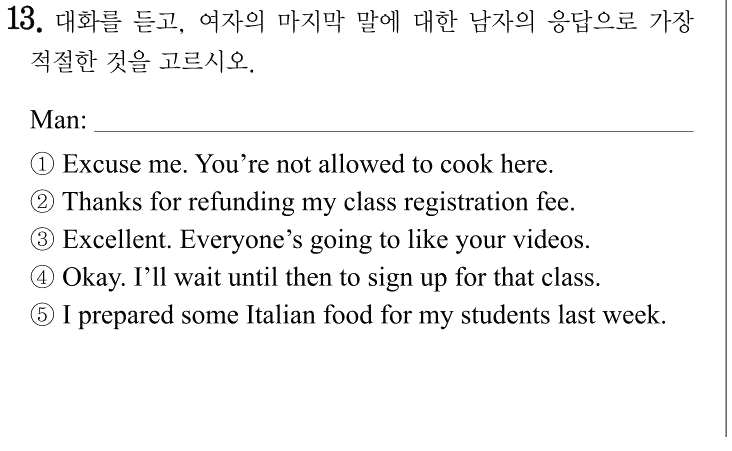 13. 대화를 듣고, 여자의 마지막 말에 대한 남자의 응답으로 가장
적절한 것을 고르시오.
Man:
① Excuse me. You’re not allowed to cook here.
② Thanks for refunding my class registration fee.
③ Excellent. Everyone’s going to like your videos.
④ Okay. I’ll wait until then to sign up for that class.
⑤ I prepared some Italian food for my students last week.